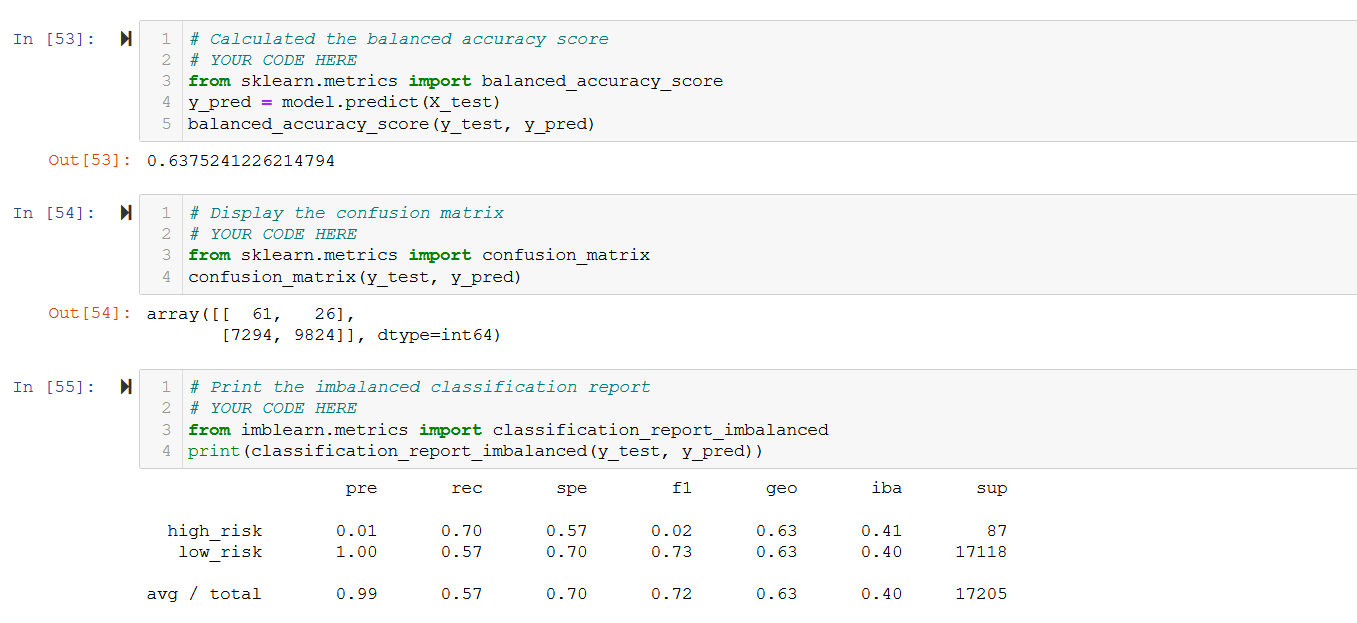 In [53]:
1 # Calculated the balanced accuracy score
2 # YOUR CODE HERE
3 from sklearn.metrics import balanced_accuracy_score
4 y_pred = model.predict(X_test)
5 balanced_accuracy_score(y_test, y_pred)
Out[53]: 0.6375241226214794
In [54]:
1 # Display the confusion matrix
2 # YOUR CODE HERE
3 from sklearn.metrics import confusion_matrix
4 confusion_matrix(y_test, y_pred)
Out[54]: array([[  61,   26],
       [7294, 9824]], dtype=int64)
In [55]:
1 # Print the imbalanced classification report
2 # YOUR CODE HERE
3 from imblearn.metrics import classification_report_imbalanced
4 print(classification_report_imbalanced(y_test, y_pred))
pre rec spe f1 geo iba sup
high_risk 0.01 0.70 0.57 0.02 0.63 0.41 87
low_risk 1.00 0.57 0.70 0.73 0.63 0.40 17118
avg / total 0.99 0.57 0.70 0.72 0.63 0.40 17205